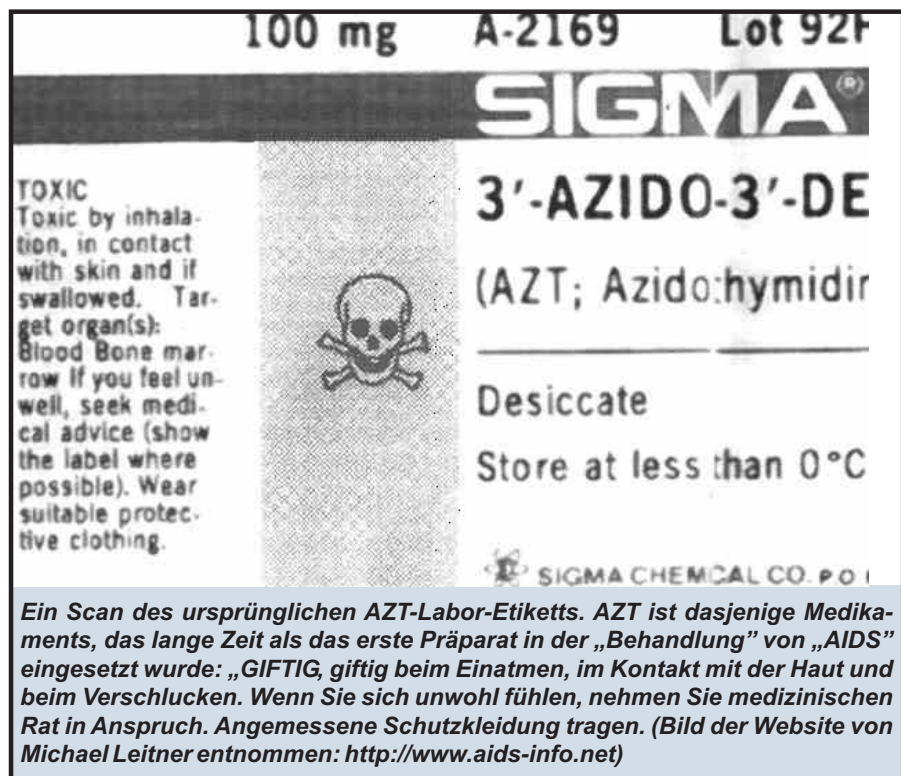 100 mg A-2169 Lot 92
SIGMA®
TOXIC
Toxic by inhala-
tion, in contact
with skin and if
swallowed. Tar-
get organ(s):
Blood Bone mar-
row If you feel un-
well, seek medi-
cal advice (show
the label where
possible). Wear
suitable protec-
tive clothing.
3'-AZIDO-3'-DE
(AZT; Azidothymidin
Desiccate
Store at less than 0°C
SIGMA CHEMICAL CO. P.O
Ein Scan des ursprünglichen AZT-Labor-Etiketts. AZT ist dasjenige Medika-
ments, das lange Zeit als das erste Präparat in der „Behandlung” von „AIDS”
eingesetzt wurde: „GIFTIG, giftig beim Einatmen, im Kontakt mit der Haut und
beim Verschlucken. Wenn Sie sich unwohl fühlen, nehmen Sie medizinischen
Rat in Anspruch. Angemessene Schutzkleidung tragen. (Bild der Website von
Michael Leitner entnommen: http://www.aids-info.net)